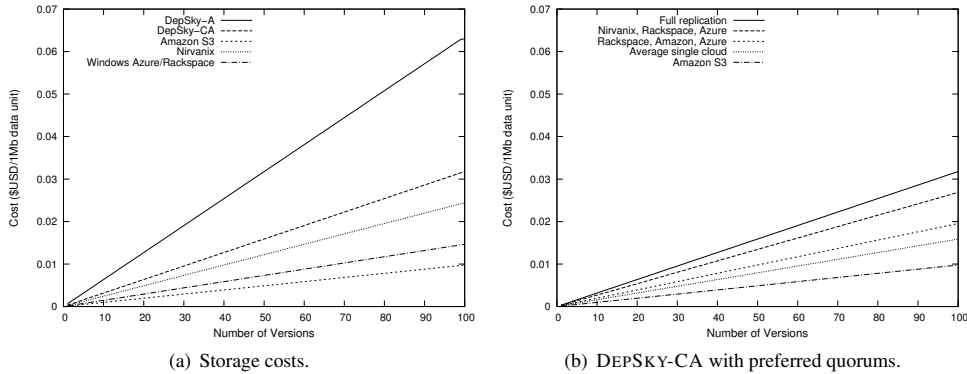 DepSky-A
DepSky-CA
Amazon S3
Nirvanix
Windows Azure/Rackspace
0.07
0.06
0.05
0.04
0.03
0.02
0.01
0
Cost ($USD/1Mb data unit)
0 10 20 30 40 50 60 70 80 90 100
Number of Versions
(a) Storage costs.
Full replication
Nirvanix, Rackspace, Azure
Rackspace, Amazon, Azure
Average single cloud
Amazon S3
0.07
0.06
0.05
0.04
0.03
0.02
0.01
0
Cost ($USD/1Mb data unit)
0 10 20 30 40 50 60 70 80 90 100
Number of Versions
(b) DEPSKY-CA with preferred quorums.